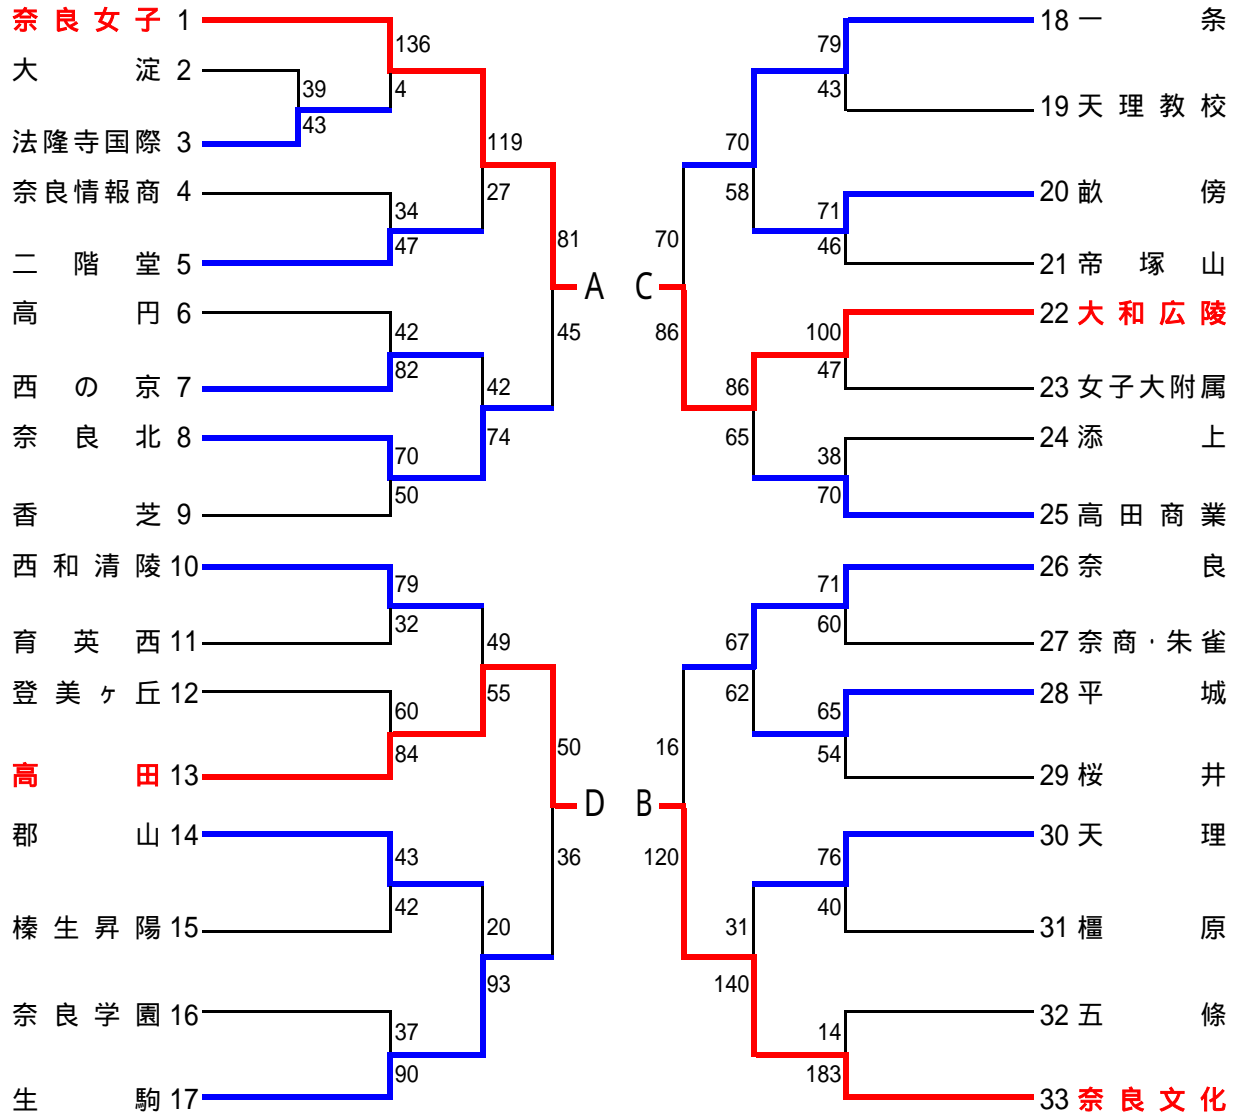 奈良女子 1
136
大淀 2
39
4
43
法隆寺国際 3
119
奈良情報商 4
27
34
47
二階堂 5
81
A
高円 6
42
45
82
西の京 7
42
奈良北 8
74
70
50
香芝 9
西和清陵 10
79
32
育英西 11
49
登美ヶ丘 12
55
60
84
高田 13
50
D
郡山 14
43
36
42
榛生昇陽 15
20
93
奈良学園 16
37
90
生駒 17
18 一条
79
43
19 天理教校
70
58
20 畝傍
71
46
21 帝塚山
70
C
22 大和広陵
86
100
47
23 女子大附属
86
65
24 添上
38
70
25 高田商業
26 奈良
71
60
27 奈商・朱雀
67
62
28 平城
65
54
29 桜井
16
B
30 天理
120
76
40
31 橿原
31
140
32 五條
14
183
33 奈良文化